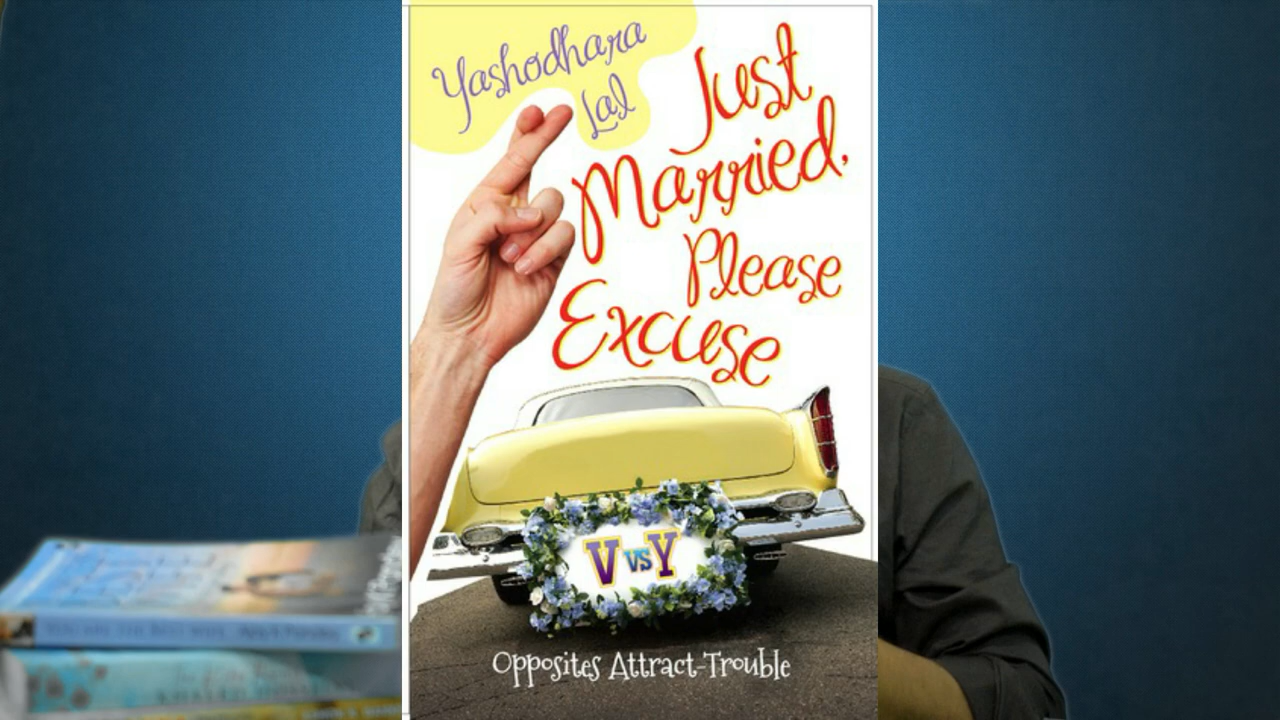 Yashodhara
Lal
Just
Married,
Please
Excuse
V vs Y
Opposites Attract-Trouble